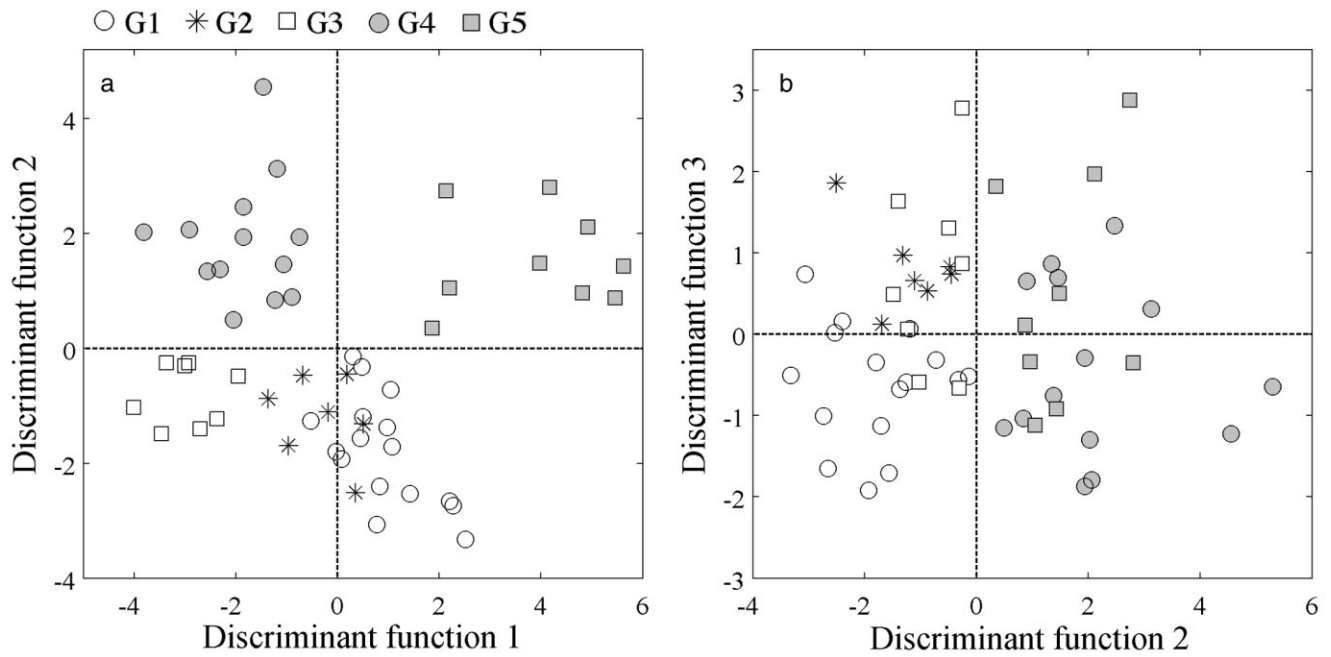 G1 G2 G3 G4 G5
a
4
2
0
-2
-4
-4 -2 0 2 4 6
Discriminant function 1
Discriminant function 2
b
3
2
1
0
-1
-2
-3
-4 -2 0 2 4 6
Discriminant function 2
Discriminant function 3